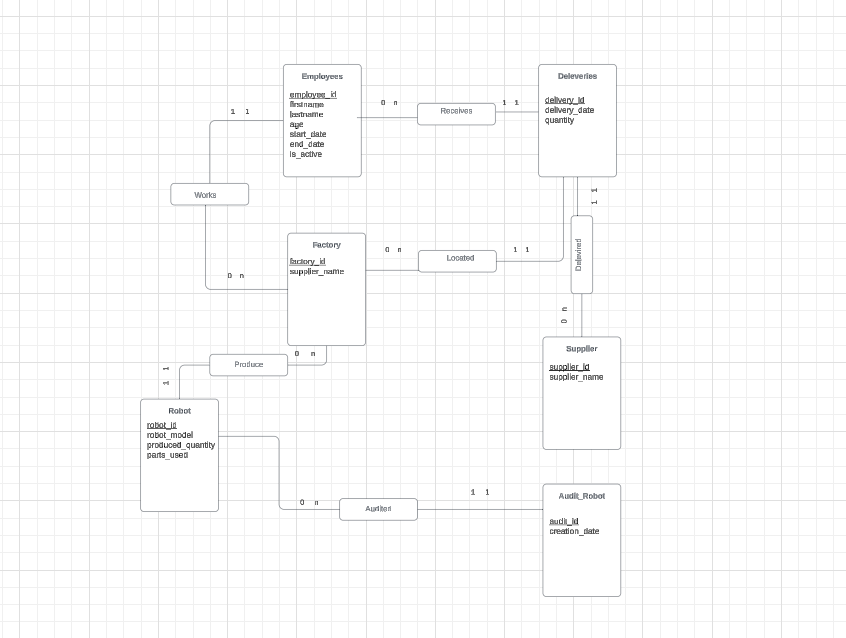 Employees
employee_id
firstname
lastname
age
start_date
end_date
is_active
0 n
Receives
1 1
Deleveries
delivery_id
delivery_date
quantity
1 1
Works
0 n
1 1
Delevired
0 n
Factory
factory_id
supplier_name
0 n
Located
1 1
Supplier
supplier_id
supplier_name
0 n
Produce
1 1
Robot
robot_id
robot_model
produced_quantity
parts_used
0 n
1 1
Audit_Robot
audit_id
creation_date